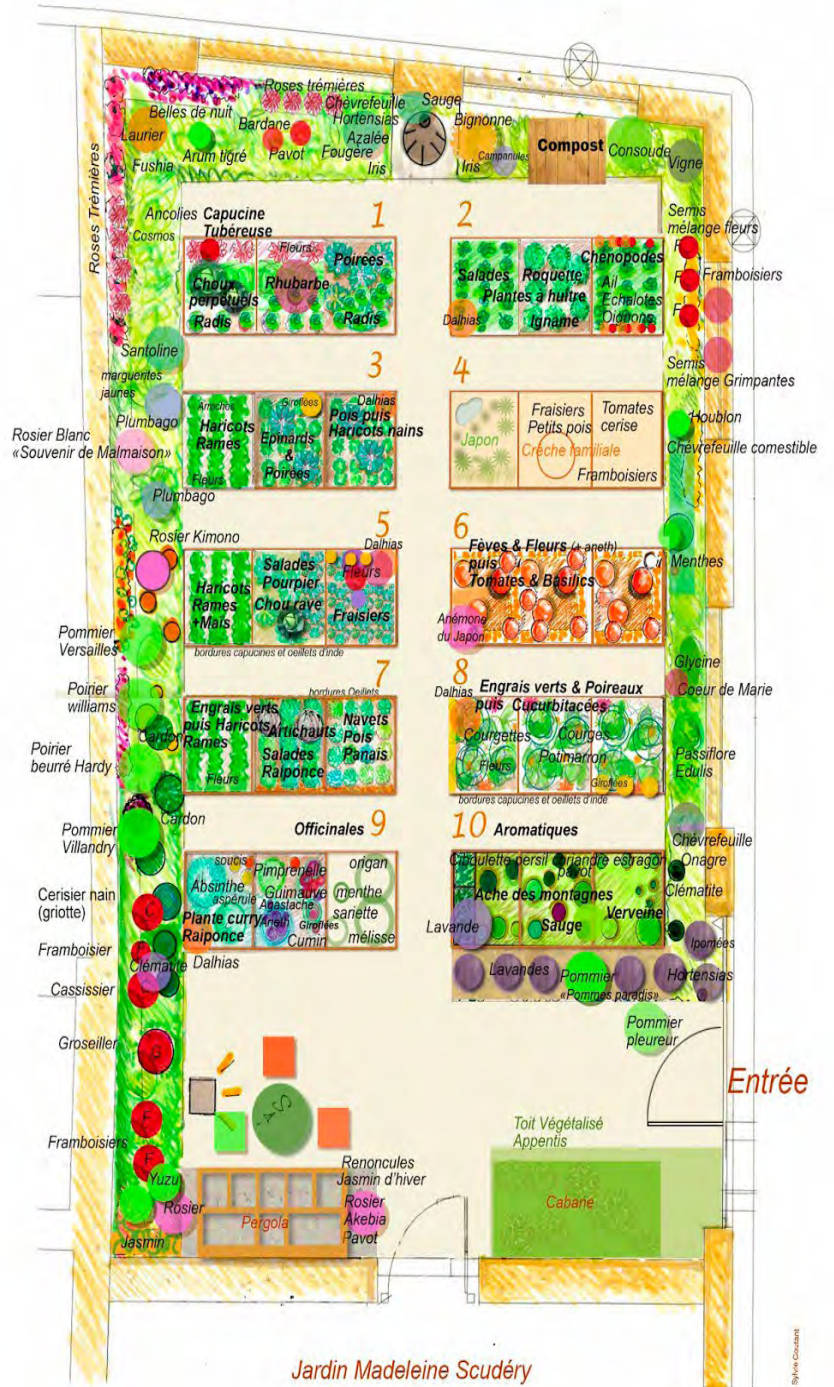 Roses trémières
Chèvrefeuille
Sauge
Belles de nuit
Bardane
Hortensias
Bignonne
Laurier
Azalée
Compost
Consoude
Fushia
Arum tigré
Pavot
Fougère
Iris
Iris
Campanules
Vigne
Roses Trémières
Ancolies
Cosmos
Capucine
Tubéreuse
1
Fleurs
Poirées
Choux
perpétuels
Rhubarbe
Radis
Radis
2
Salades
Roquette
Chénopodes
Plantes à huître
Ail
Echalotes
Oignons
Dalhias
Igname
Semis
mélange fleurs
F
F
F
Framboisiers
Semis
mélange Grimpantes
Santoline
marguerites
jaunes
Plumbago
Rosier Blanc
«Souvenir de Malmaison»
Plumbago
3
Arroches
Haricots
Rames
Fleurs
Giroflées
Epinards
&
Poirées
Dalhias
Pois puis
Haricots nains
4
Japon
Fraisiers
Petits pois
Tomates
cerise
Crèche familiale
Framboisiers
Houblon
Chèvrefeuille comestible
Rosier Kimono
5
Haricots
Rames
+Maïs
Salades
Pourpier
Chou rave
Dalhias
Fleurs
Fraisiers
bordures capucines et oeillets d'inde
6
Fèves & Fleurs (+ aneth)
puis
Tomates & Basilics
Anémone
du Japon
Menthes
Pommier
Versailles
Poirier
williams
Cardon
Poirier
beurré Hardy
Cardon
Pommier
Villandry
7
bordures Oeillets
Engrais verts
puis Haricots
Rames
Fleurs
Artichauts
Salades
Raiponce
Navets
Pois
Panais
8
Dalhias
Engrais verts & Poireaux
puis Cucurbitacées
Courgettes
Courges
Fleurs
Potimarron
Giroflées
bordures capucines et oeillets d'inde
Glycine
Coeur de Marie
Passiflore
Edulis
Chévrefeuille
Onagre
Clématite
Ipomées
Officinales 9
soucis
Pimprenelle
origan
Absinthe
aspérule
Guimauve
menthe
Agastache
Plante curry
Aneth
Giroflées
sariette
Raiponce
Cumin
mélisse
Dalhias
10 Aromatiques
Ciboulette persil coriandre estragon
pavot
Ache des montagnes
Verveine
Lavande
Sauge
Lavandes
Pommier
«Pommes paradis»
Hortensias
Pommier
pleureur
Cerisier nain
(griotte)
C
Framboisier
F
Clématite
Cassissier
Groseiller
G
Framboisiers
F
F
Yuzu
Rosier
Jasmin
Pergola
Renoncules
Jasmin d'hiver
Rosier
Akebia
Pavot
Toit Végétalisé
Appentis
Cabane
Entrée
Jardin Madeleine Scudéry
Sylvie Coutant